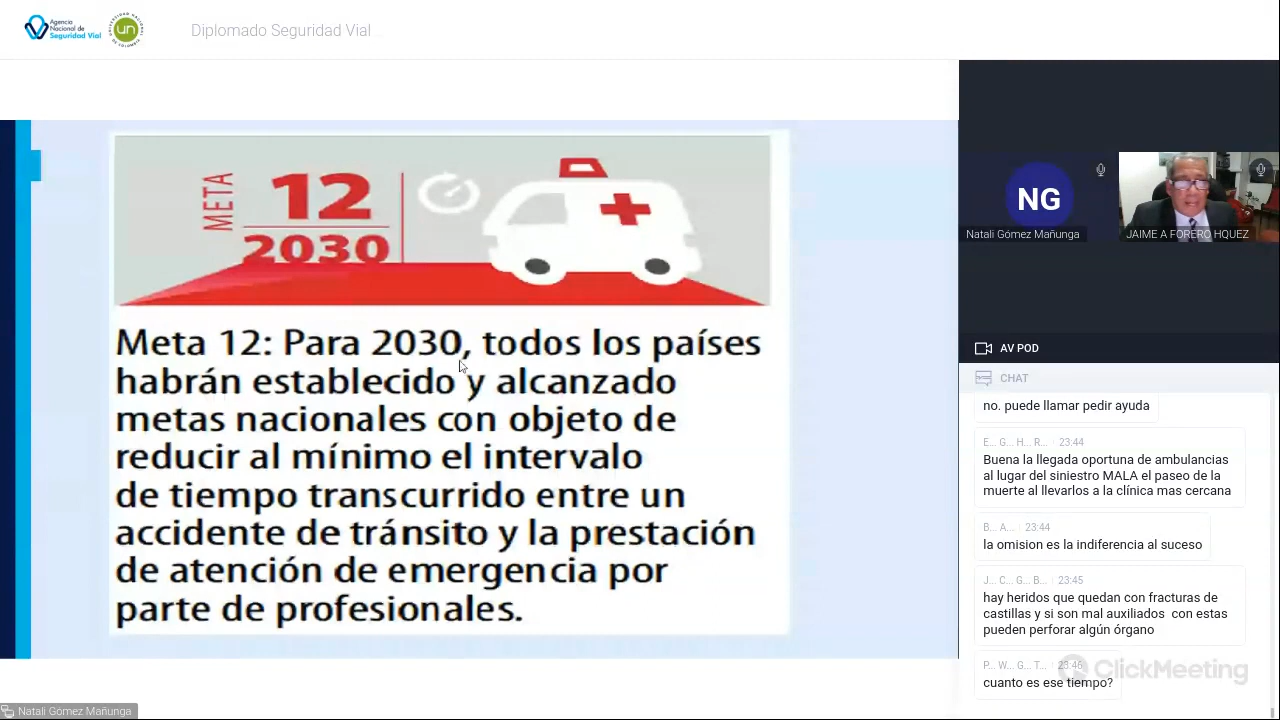 Agencia
Nacional de
Seguridad Vial
UNIVERSIDAD NACIONAL
DE COLOMBIA
un
Diplomado Seguridad Vial
META
12
2030
Meta 12: Para 2030, todos los países
habrán establecido y alcanzado
metas nacionales con objeto de
reducir al mínimo el intervalo
de tiempo transcurrido entre un
accidente de tránsito y la prestación
de atención de emergencia por
parte de profesionales.
Natali Gómez Mañunga
NG
Natali Gómez Mañunga
JAIME A FORERO HQUEZ
AV POD
CHAT
no. puede llamar pedir ayuda
E... G... H... R... 23:44
Buena la llegada oportuna de ambulancias
al lugar del siniestro MALA el paseo de la
muerte al llevarlos a la clínica mas cercana
B... A... 23:44
la omision es la indiferencia al suceso
J... C... G... B... 23:45
hay heridos que quedan con fracturas de
castillas y si son mal auxiliados con estas
pueden perforar algún órgano
P... W... G... T... 23:46
cuanto es ese tiempo?
ClickMeeting